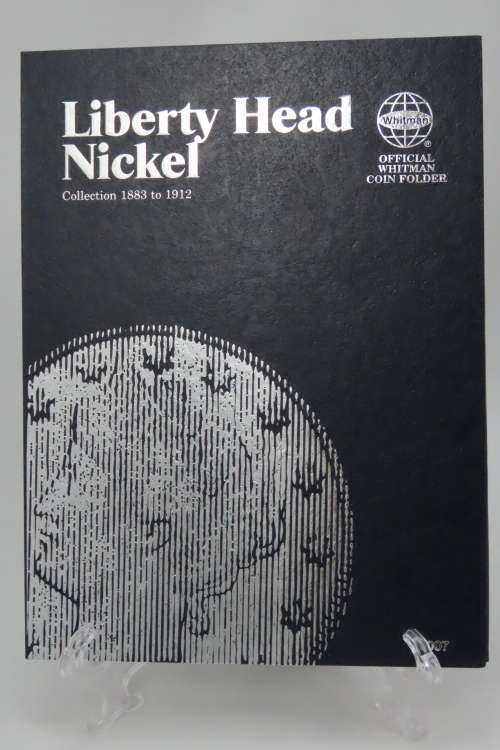 Liberty Head
Nickel
Collection 1883 to 1912
Whitman
®
OFFICIAL
WHITMAN
COIN FOLDER